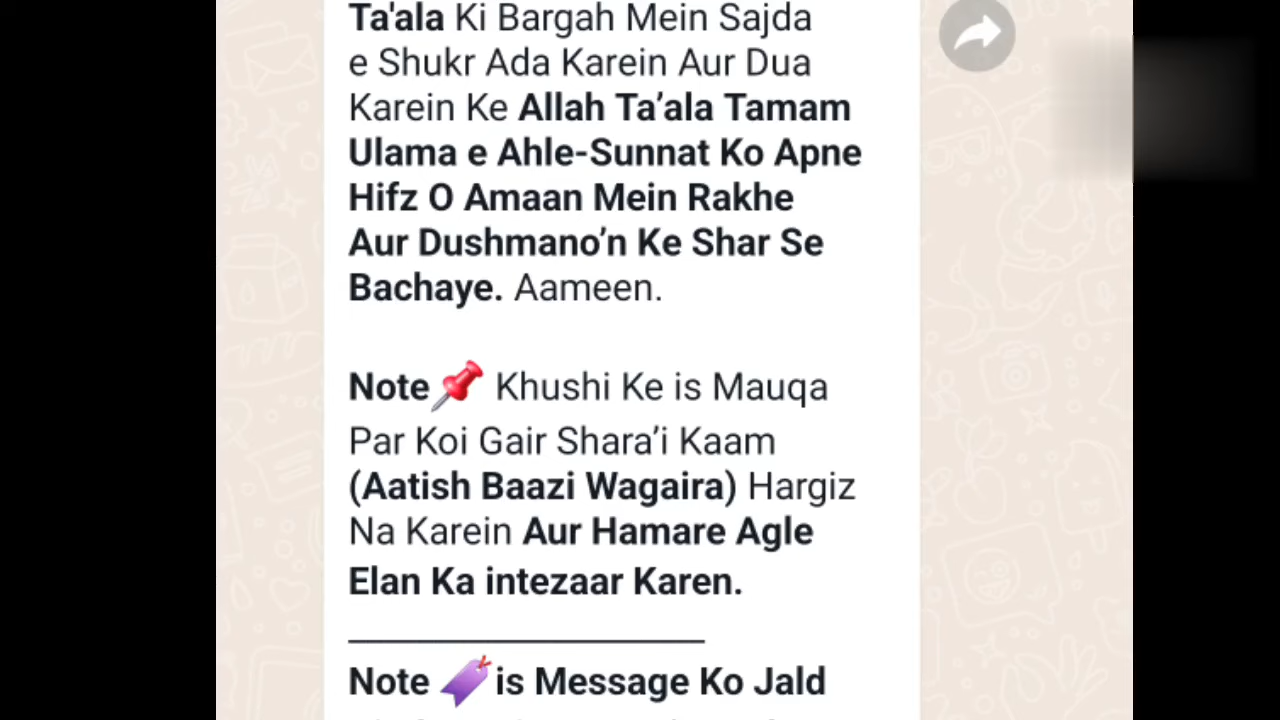 Ta'ala Ki Bargah Mein Sajda
e Shukr Ada Karein Aur Dua
Karein Ke Allah Ta’ala Tamam
Ulama e Ahle-Sunnat Ko Apne
Hifz O Amaan Mein Rakhe
Aur Dushmano’n Ke Shar Se
Bachaye. Aameen.
Note📌 Khushi Ke is Mauqa
Par Koi Gair Shara’i Kaam
(Aatish Baazi Wagaira) Hargiz
Na Karein Aur Hamare Agle
Elan Ka intezaar Karen.
Note 🔖is Message Ko Jald